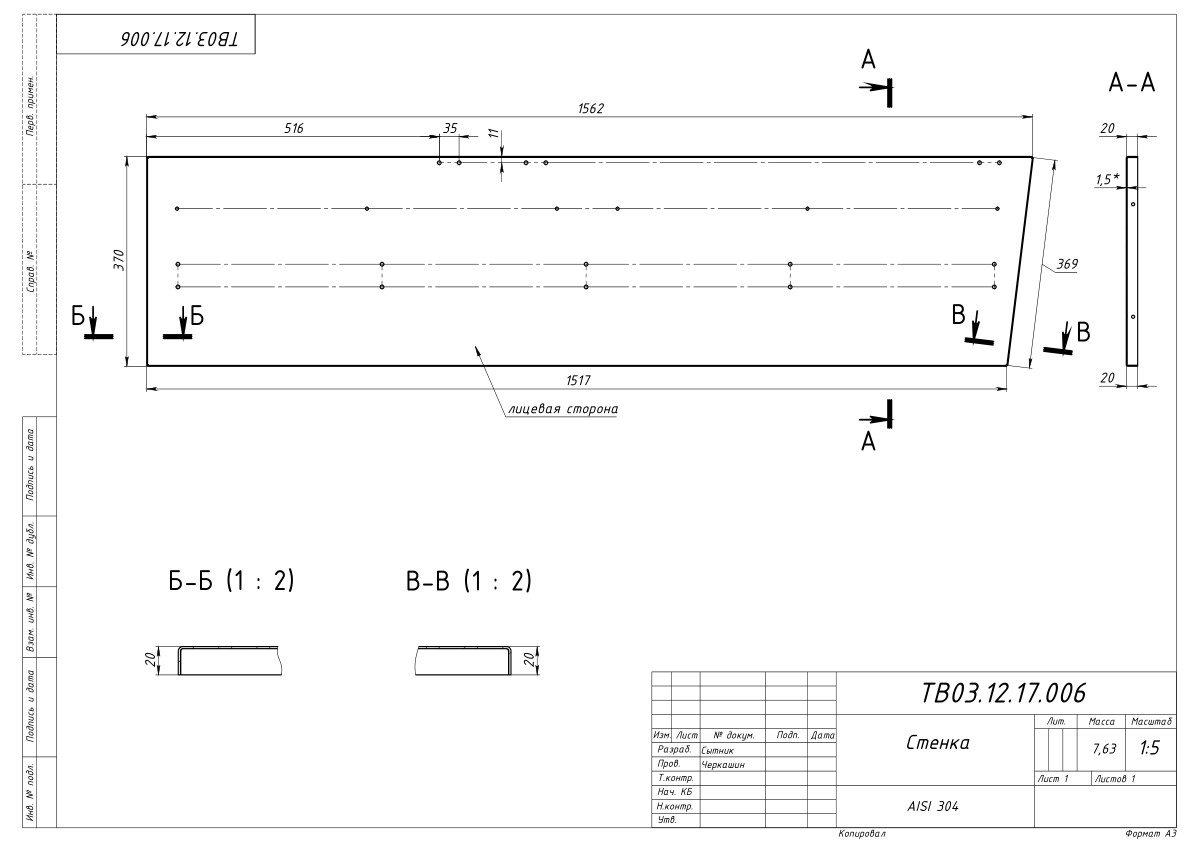 ТВ03.12.17.006
Перв. примен.
Справ. №
Подпись и дата
Инв. № дубл.
Взам. инв. №
Подпись и дата
Инв. № подл.
А
А-А
1562
516
35
11
20
1,5*
370
369
Б
Б
В
В
1517
20
лицевая сторона
А
Б-Б (1 : 2)
В-В (1 : 2)
20
20
ТВ03.12.17.006
Изм. Лист № докум. Подп. Дата
Разраб. Сытник
Пров. Черкашин
Т.контр.
Нач. КБ
Н.контр.
Утв.
Стенка
Лит. Масса Масштаб
7,63 1:5
Лист 1 Листов 1
AISI 304
Копировал Формат А3